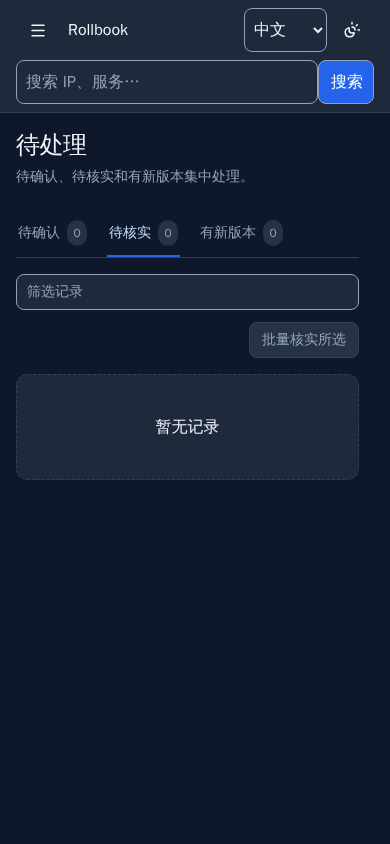 Rollbook
中文
搜索 IP、服务…
搜索
待处理
待确认、待核实和有新版本集中处理。
待确认 0 待核实 0 有新版本 0
筛选记录
批量核实所选
暂无记录